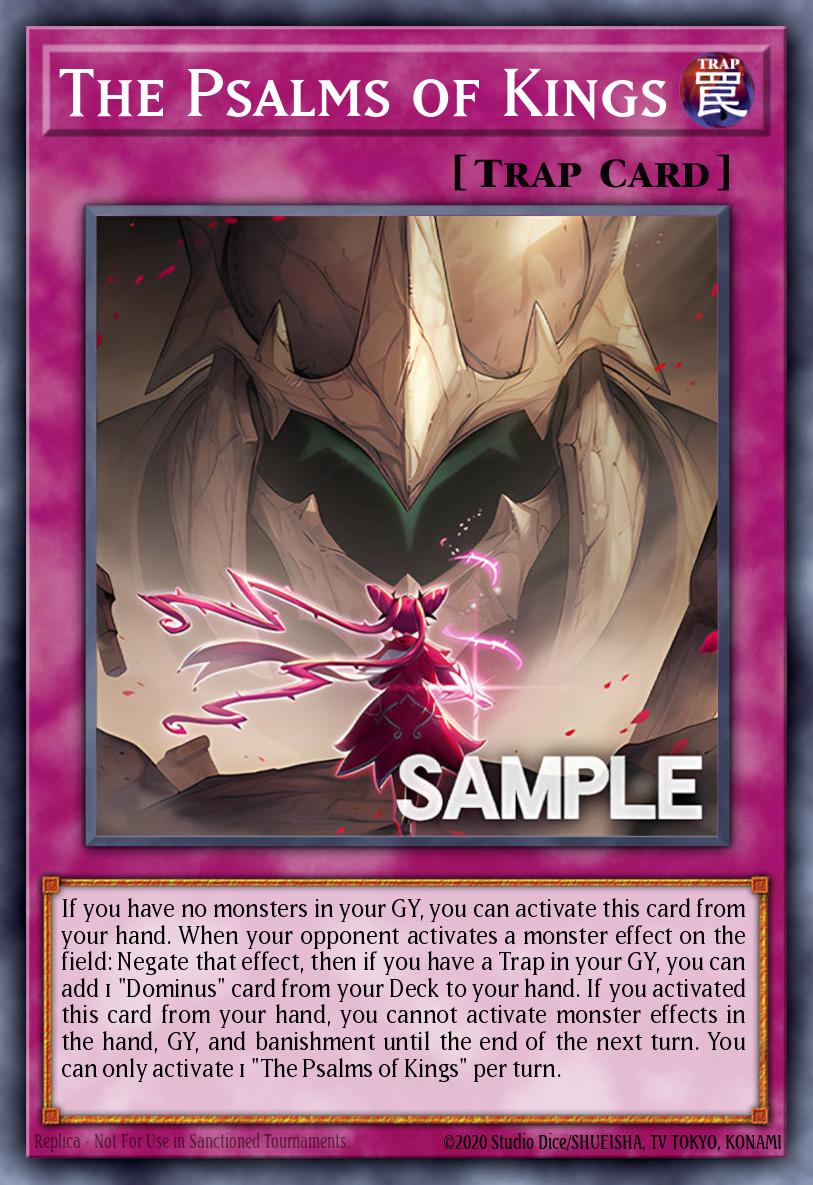 The Psalms of Kings
TRAP
罠
[Trap Card]
SAMPLE
If you have no monsters in your GY, you can activate this card from
your hand. When your opponent activates a monster effect on the
field: Negate that effect, then if you have a Trap in your GY, you can
add 1 "Dominus" card from your Deck to your hand. If you activated
this card from your hand, you cannot activate monster effects in
the hand, GY, and banishment until the end of the next turn. You
can only activate 1 "The Psalms of Kings" per turn.
Replica - Not For Use in Sanctioned Tournaments.
©2020 Studio Dice/SHUEISHA, TV TOKYO, KONAMI